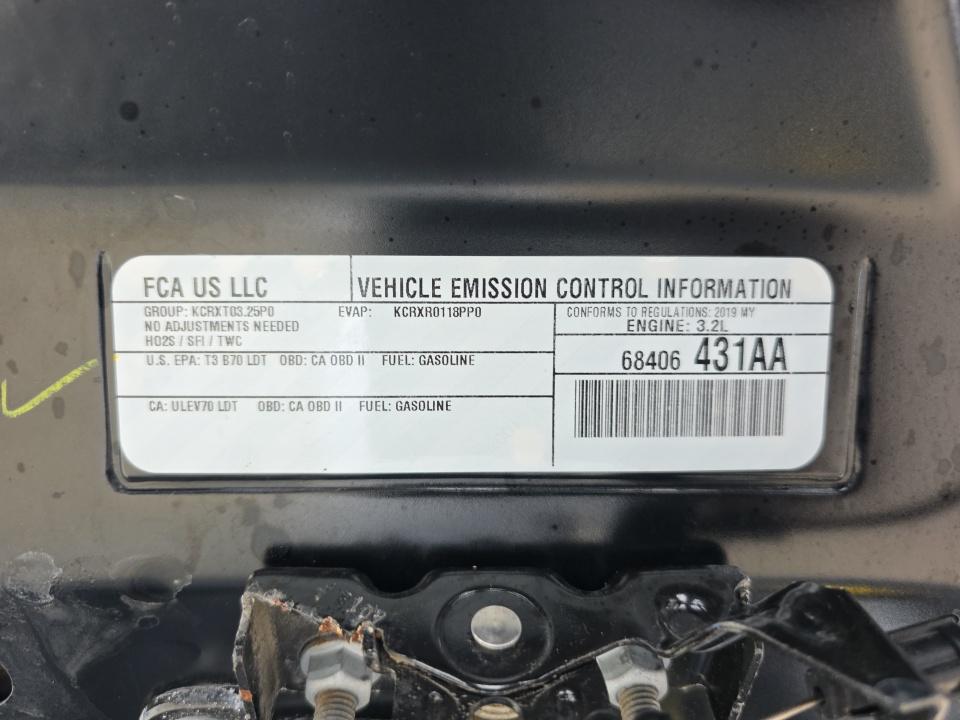 FCA US LLC VEHICLE EMISSION CONTROL INFORMATION
GROUP: KCRXT03.25P0 EVAP: KCRXR0118PP0
NO ADJUSTMENTS NEEDED
HO2S / SFI / TWC
CONFORMS TO REGULATIONS: 2019 MY
ENGINE: 3.2L
U.S. EPA: T3 B70 LDT OBD: CA OBD II FUEL: GASOLINE
68406 431AA
CA: ULEV70 LDT OBD: CA OBD II FUEL: GASOLINE